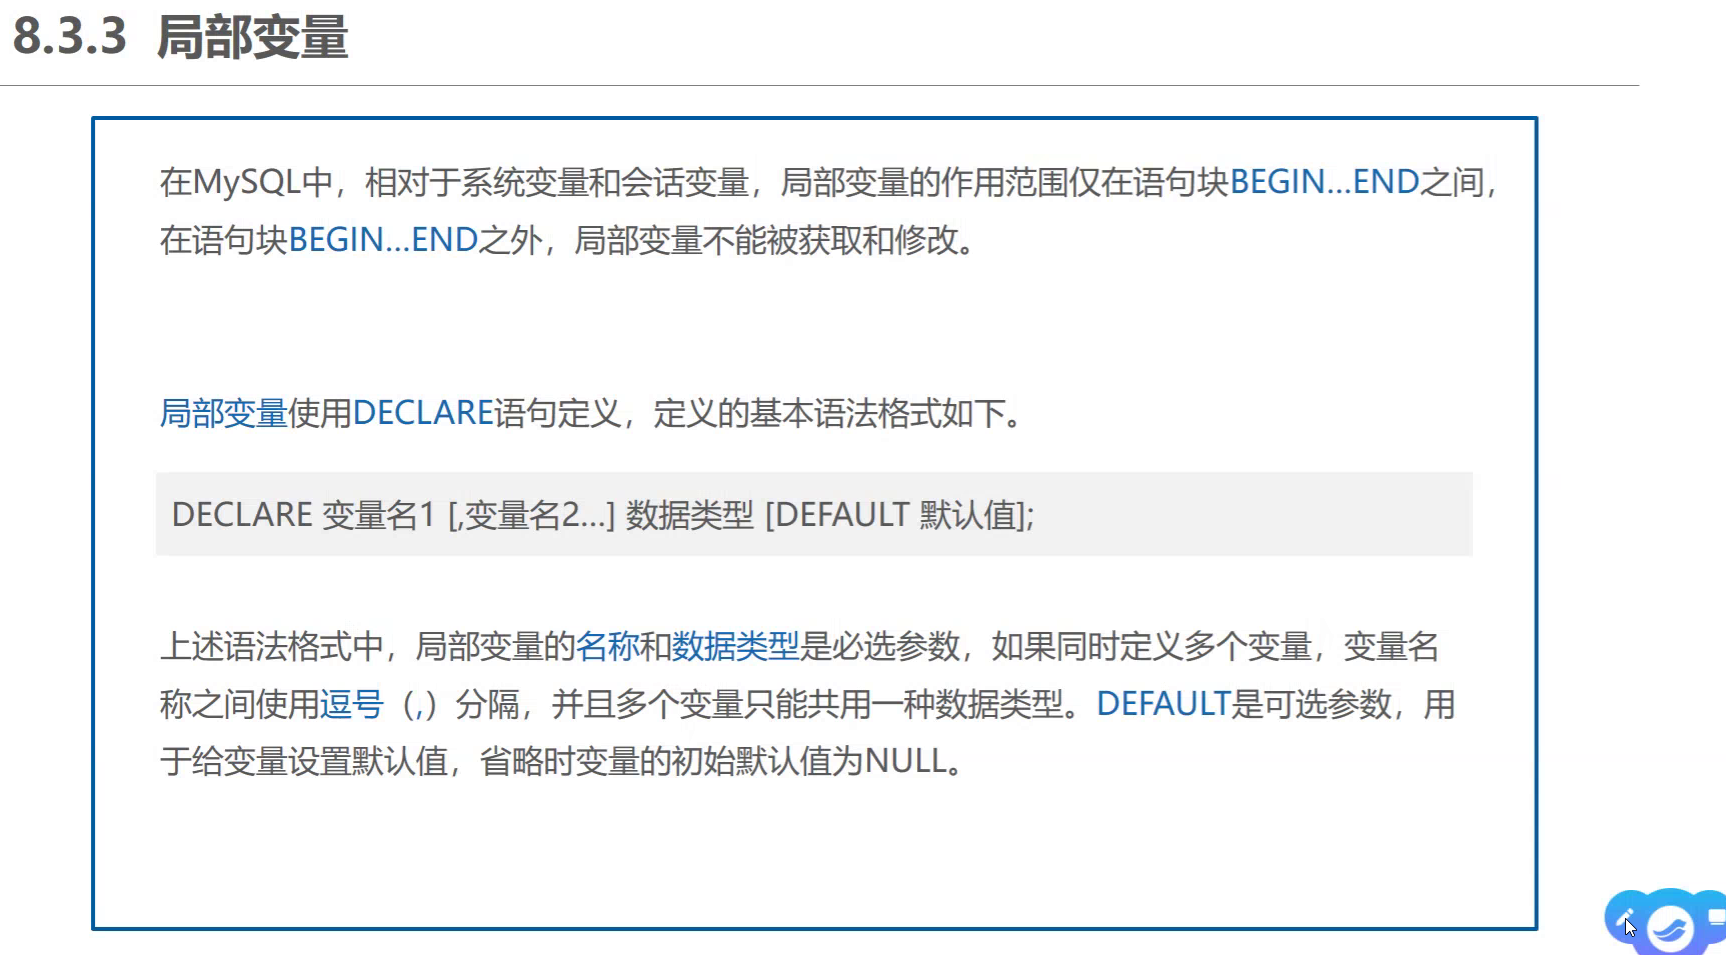 8.3.3 局部变量
在MySQL中，相对于系统变量和会话变量，局部变量的作用范围仅在语句块BEGIN...END之间，
在语句块BEGIN...END之外，局部变量不能被获取和修改。
局部变量使用DECLARE语句定义，定义的基本语法格式如下。
DECLARE 变量名1 [,变量名2...] 数据类型 [DEFAULT 默认值];
上述语法格式中，局部变量的名称和数据类型是必选参数，如果同时定义多个变量，变量名
称之间使用逗号（,）分隔，并且多个变量只能共用一种数据类型。DEFAULT是可选参数，用
于给变量设置默认值，省略时变量的初始默认值为NULL。